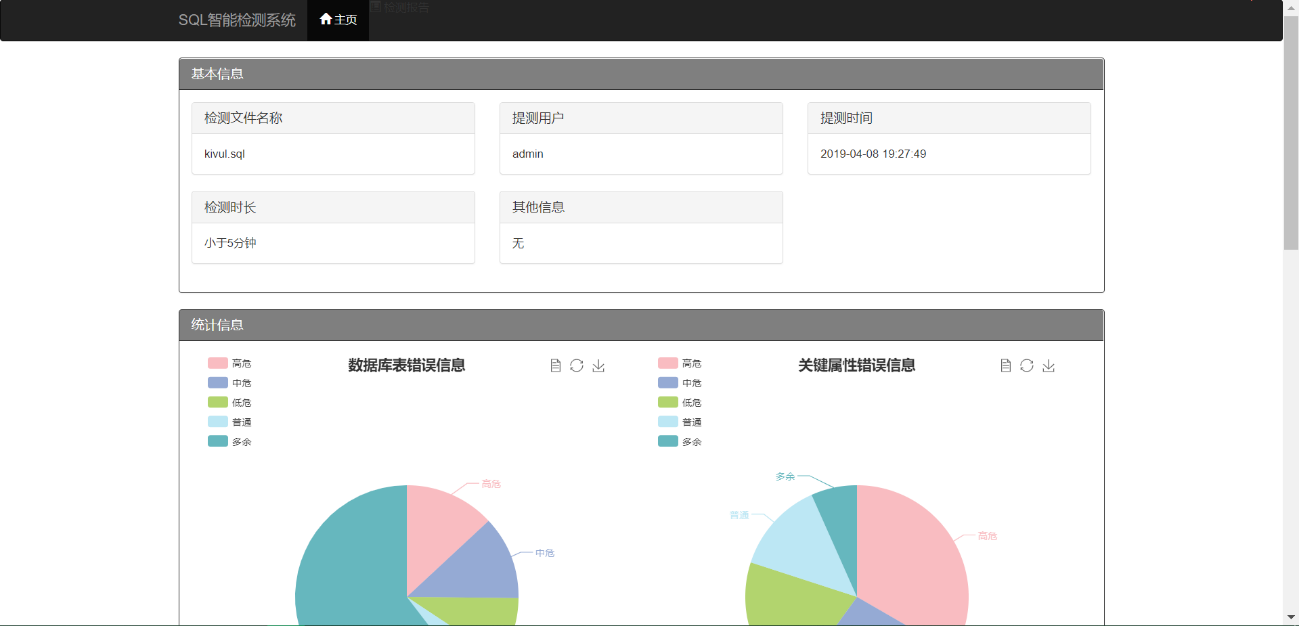 SQL智能检测系统 主页 检测报告
基本信息
检测文件名称 提测用户 提测时间
kivul.sql admin 2019-04-08 19:27:49
检测时长 其他信息
小于5分钟 无
统计信息
高危 数据库表错误信息 高危 关键属性错误信息
中危 中危
低危 低危
普通 普通
多余 多余
多余
高危
普通
高危
中危